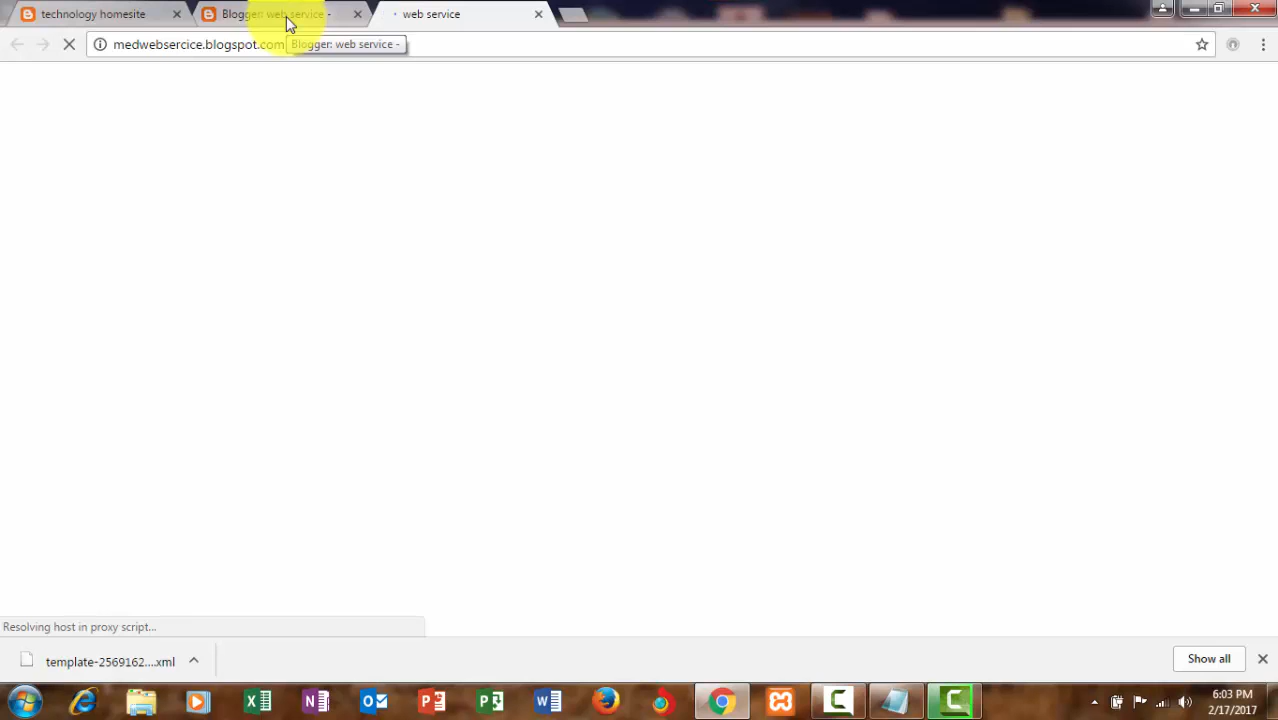 technology homesite
Blogger: web service -
web service
medwebsercice.blogspot.com
Blogger: web service -
Resolving host in proxy script...
template-2569162....xml
Show all
6:03 PM
2/17/2017